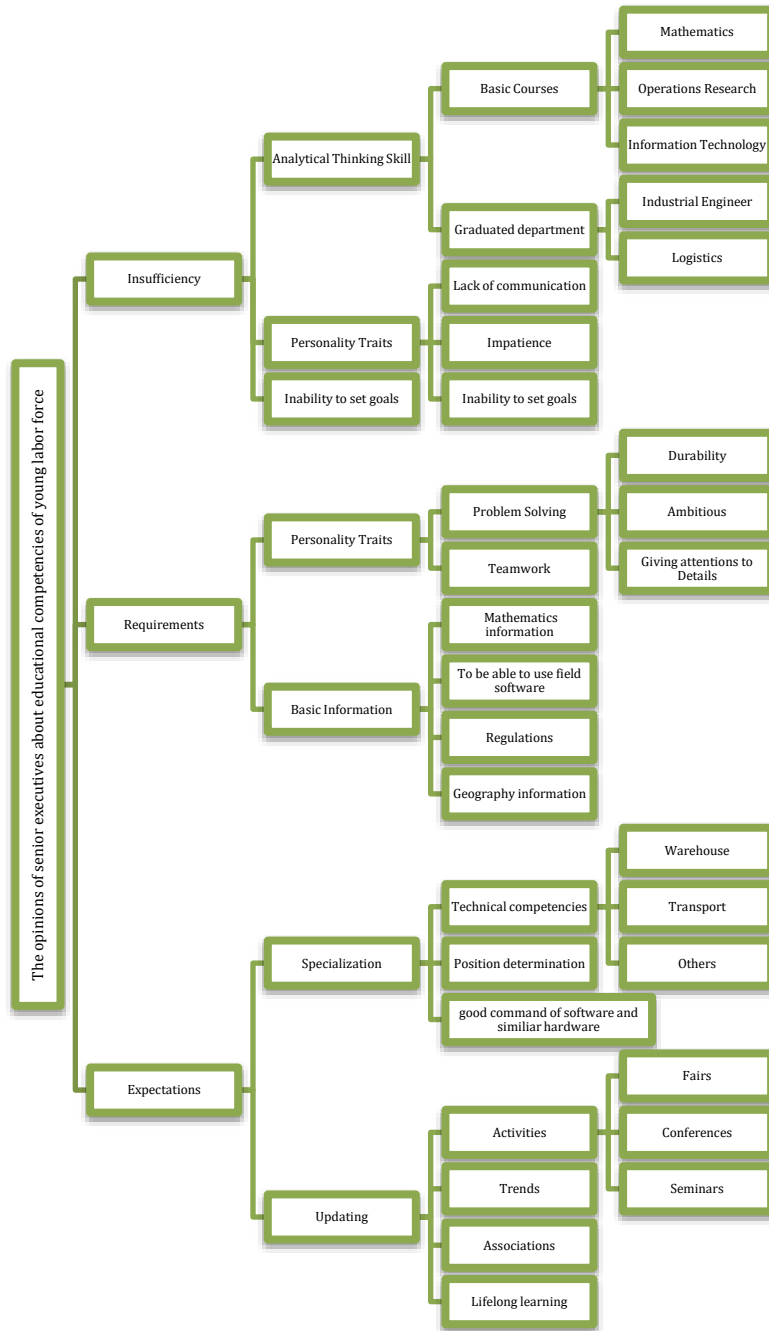 The opinions of senior executives about educational competencies of young labor force
Insufficiency
Analytical Thinking Skill
Basic Courses
Mathematics
Operations Research
Information Technology
Graduated department
Industrial Engineer
Logistics
Personality Traits
Lack of communication
Impatience
Inability to set goals
Inability to set goals
Requirements
Personality Traits
Problem Solving
Durability
Ambitious
Giving attentions to
Details
Teamwork
Basic Information
Mathematics
information
To be able to use field
software
Regulations
Geography information
Expectations
Specialization
Technical competencies
Warehouse
Transport
Others
Position determination
good command of software and
similiar hardware
Updating
Activities
Fairs
Conferences
Seminars
Trends
Associations
Lifelong learning